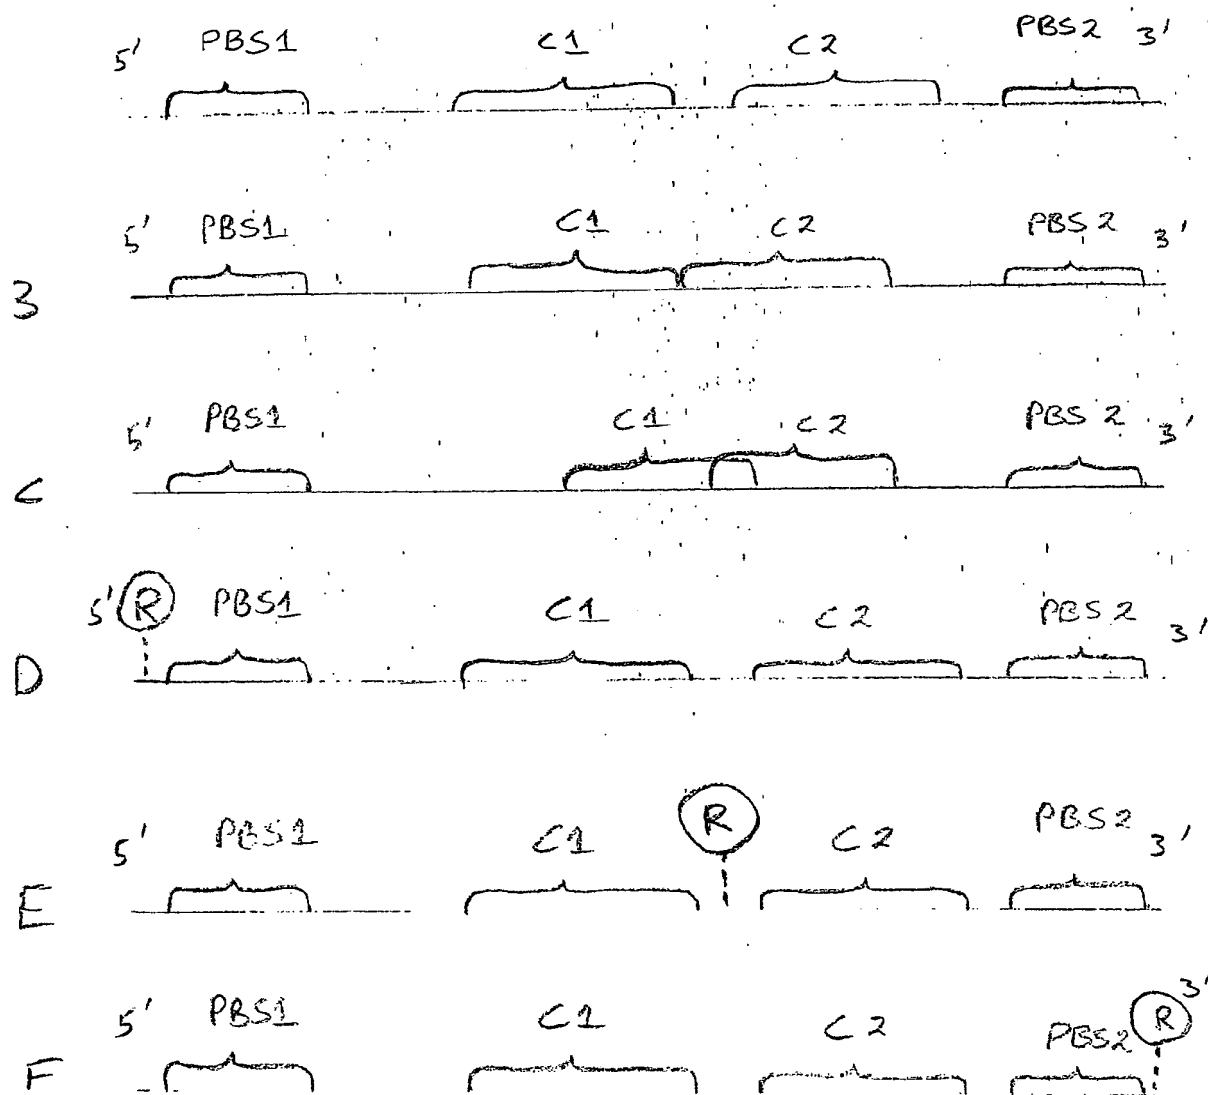 5' PBS1 C1 C2 PBS2 3'
5' PBS1 C1 C2 PBS2 3'
3
5' PBS1 C1 C2 PBS2 3'
C
5' R PBS1 C1 C2 PBS2 3'
D
5' PBS1 C1 R C2 PBS2 3'
E
5' PBS1 C1 C2 PBS2 R 3'
F